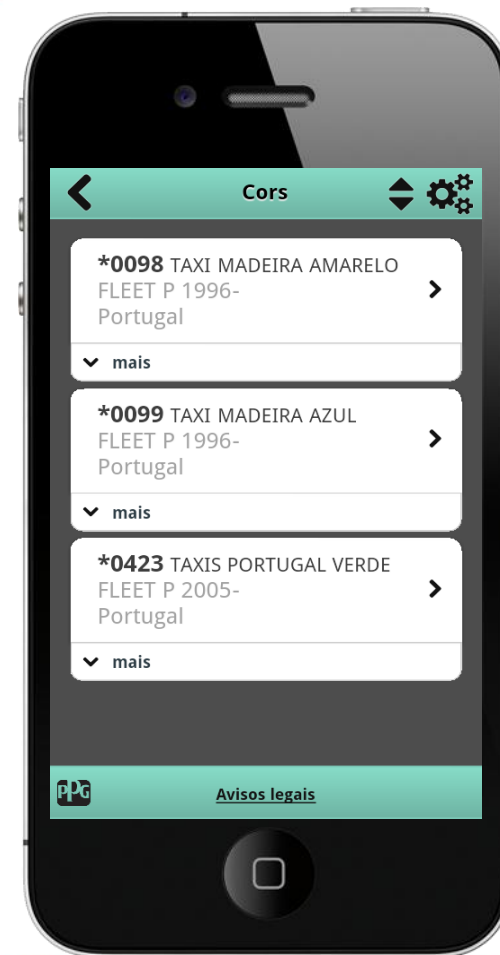 Cors
*0098 TAXI MADEIRA AMARELO
FLEET P 1996-
Portugal
mais
*0099 TAXI MADEIRA AZUL
FLEET P 1996-
Portugal
mais
*0423 TAXIS PORTUGAL VERDE
FLEET P 2005-
Portugal
mais
PPG
Avisos legais